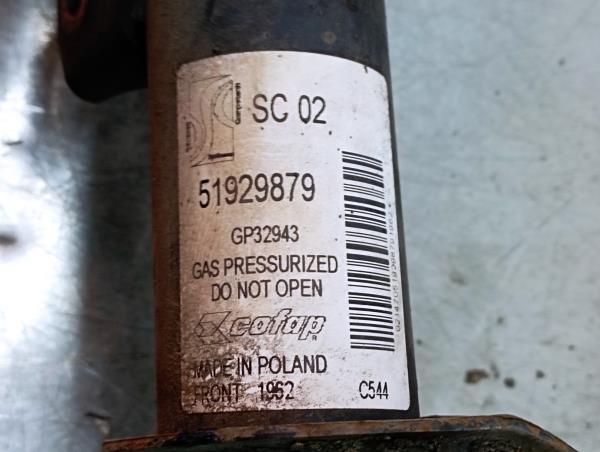 SC 02
51929879
GP32943
GAS PRESSURIZED
DO NOT OPEN
cofap®
MADE IN POLAND
FRONT 1962 C544